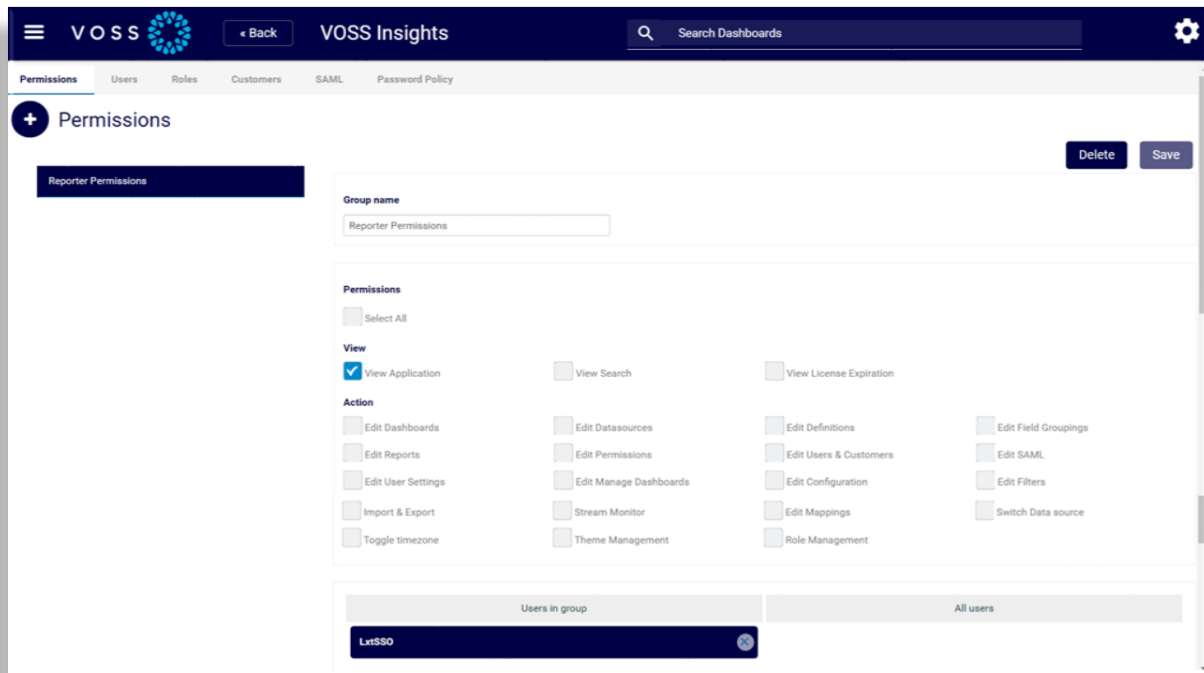 VOSS « Back VOSS Insights Search Dashboards
Permissions Users Roles Customers SAML Password Policy
+ Permissions
Delete Save
Reporter Permissions
Group name
Reporter Permissions
Permissions
Select All
View
View Application View Search View License Expiration
Action
Edit Dashboards Edit Datasources Edit Definitions Edit Field Groupings
Edit Reports Edit Permissions Edit Users & Customers Edit SAML
Edit User Settings Edit Manage Dashboards Edit Configuration Edit Filters
Import & Export Stream Monitor Edit Mappings Switch Data source
Toggle timezone Theme Management Role Management
Users in group All users
LxtSSO